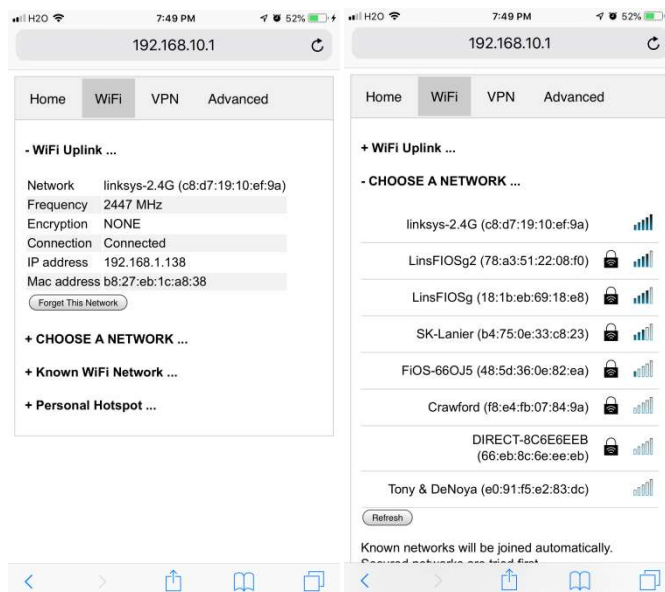 H2O 7:49 PM 52%
192.168.10.1
Home WiFi VPN Advanced
- WiFi Uplink ...
Network linksys-2.4G (c8:d7:19:10:ef:9a)
Frequency 2447 MHz
Encryption NONE
Connection Connected
IP address 192.168.1.138
Mac address b8:27:eb:1c:a8:38
Forget This Network
+ CHOOSE A NETWORK ...
+ Known WiFi Network ...
+ Personal Hotspot ...
H2O 7:49 PM 52%
192.168.10.1
Home WiFi VPN Advanced
+ WiFi Uplink ...
- CHOOSE A NETWORK ...
linksys-2.4G (c8:d7:19:10:ef:9a)
LinsFIOSg2 (78:a3:51:22:08:f0)
LinsFIOSg (18:1b:eb:69:18:e8)
SK-Lanier (b4:75:0e:33:c8:23)
FiOS-66OJ5 (48:5d:36:0e:82:ea)
Crawford (f8:e4:fb:07:84:9a)
DIRECT-8C6E6EEB
(66:eb:8c:6e:ee:eb)
Tony & DeNoya (e0:91:f5:e2:83:dc)
Refresh
Known networks will be joined automatically.
Secured networks are tried first